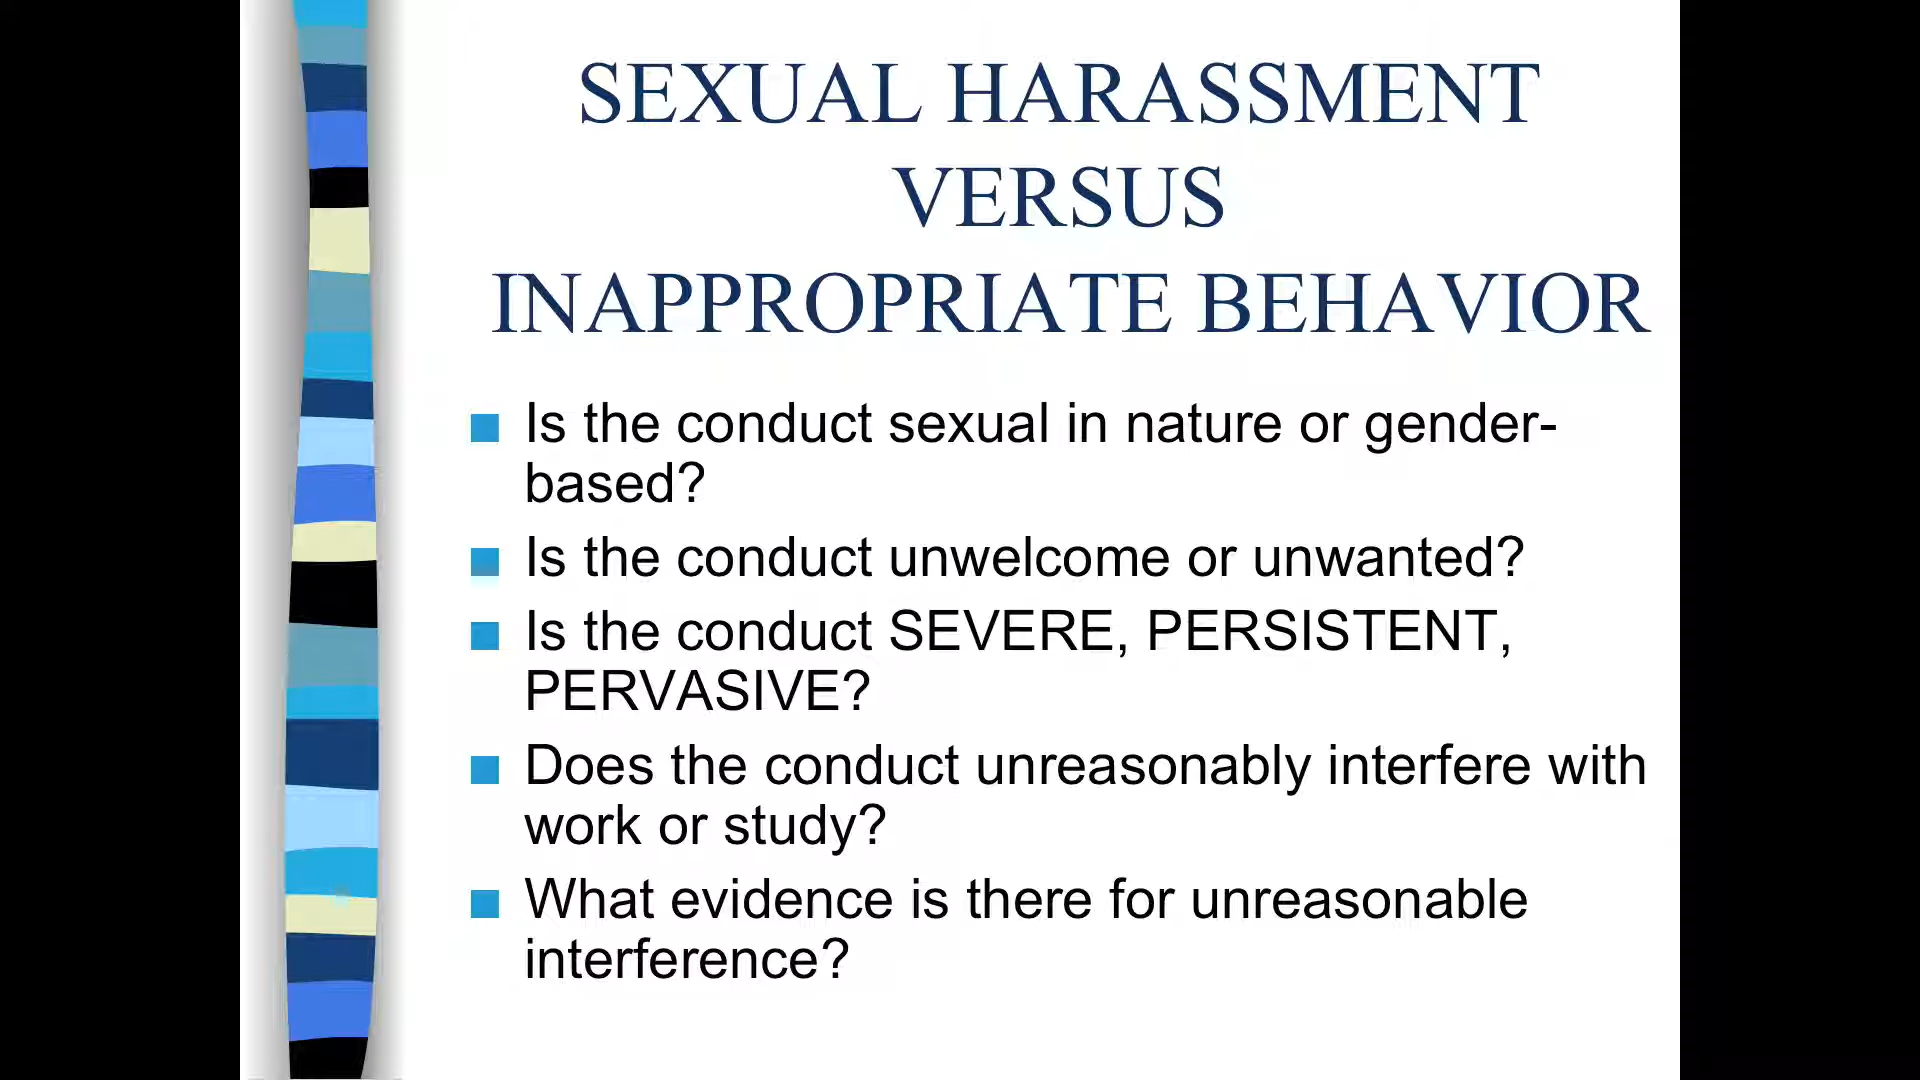 SEXUAL HARASSMENT
VERSUS
INAPPROPRIATE BEHAVIOR
Is the conduct sexual in nature or gender-
based?
Is the conduct unwelcome or unwanted?
Is the conduct SEVERE, PERSISTENT,
PERVASIVE?
Does the conduct unreasonably interfere with
work or study?
What evidence is there for unreasonable
interference?